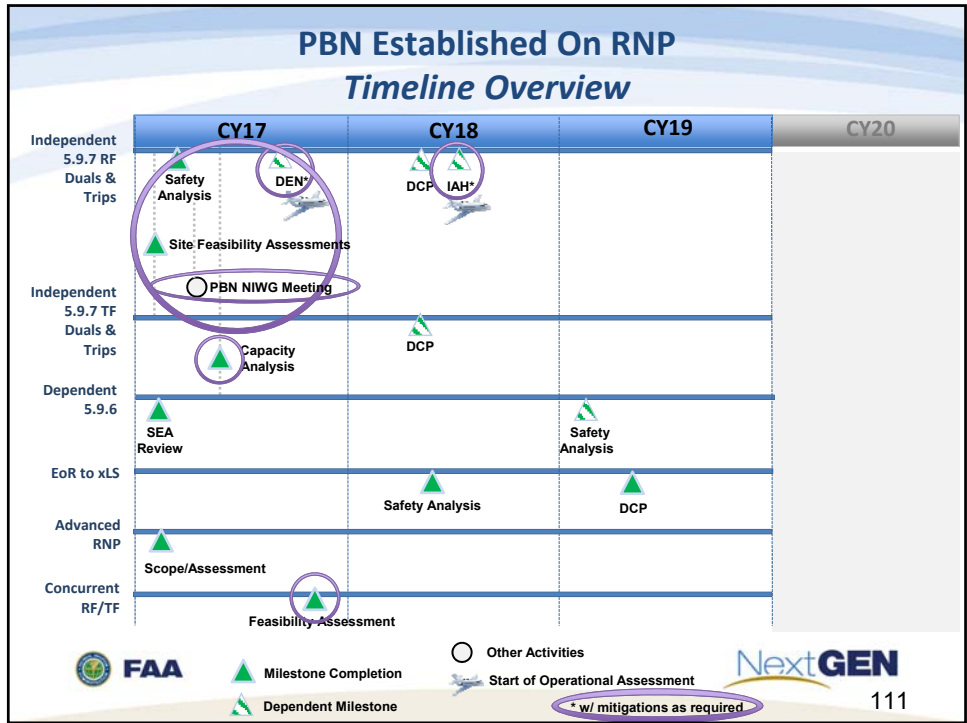 PBN Established On RNP
Timeline Overview
CY17
CY18
CY19
CY20
Independent
5.9.7 RF
Duals &
Trips
Safety
Analysis
DEN*
DCP
IAH*
Site Feasibility Assessments
PBN NIWG Meeting
Independent
5.9.7 TF
Duals &
Trips
Capacity
Analysis
DCP
Dependent
5.9.6
SEA
Review
Safety
Analysis
EoR to xLS
Safety Analysis
DCP
Advanced
RNP
Scope/Assessment
Concurrent
RF/TF
Feasibility Assessment
FAA
Milestone Completion
Dependent Milestone
Other Activities
Start of Operational Assessment
* w/ mitigations as required
NextGEN
111